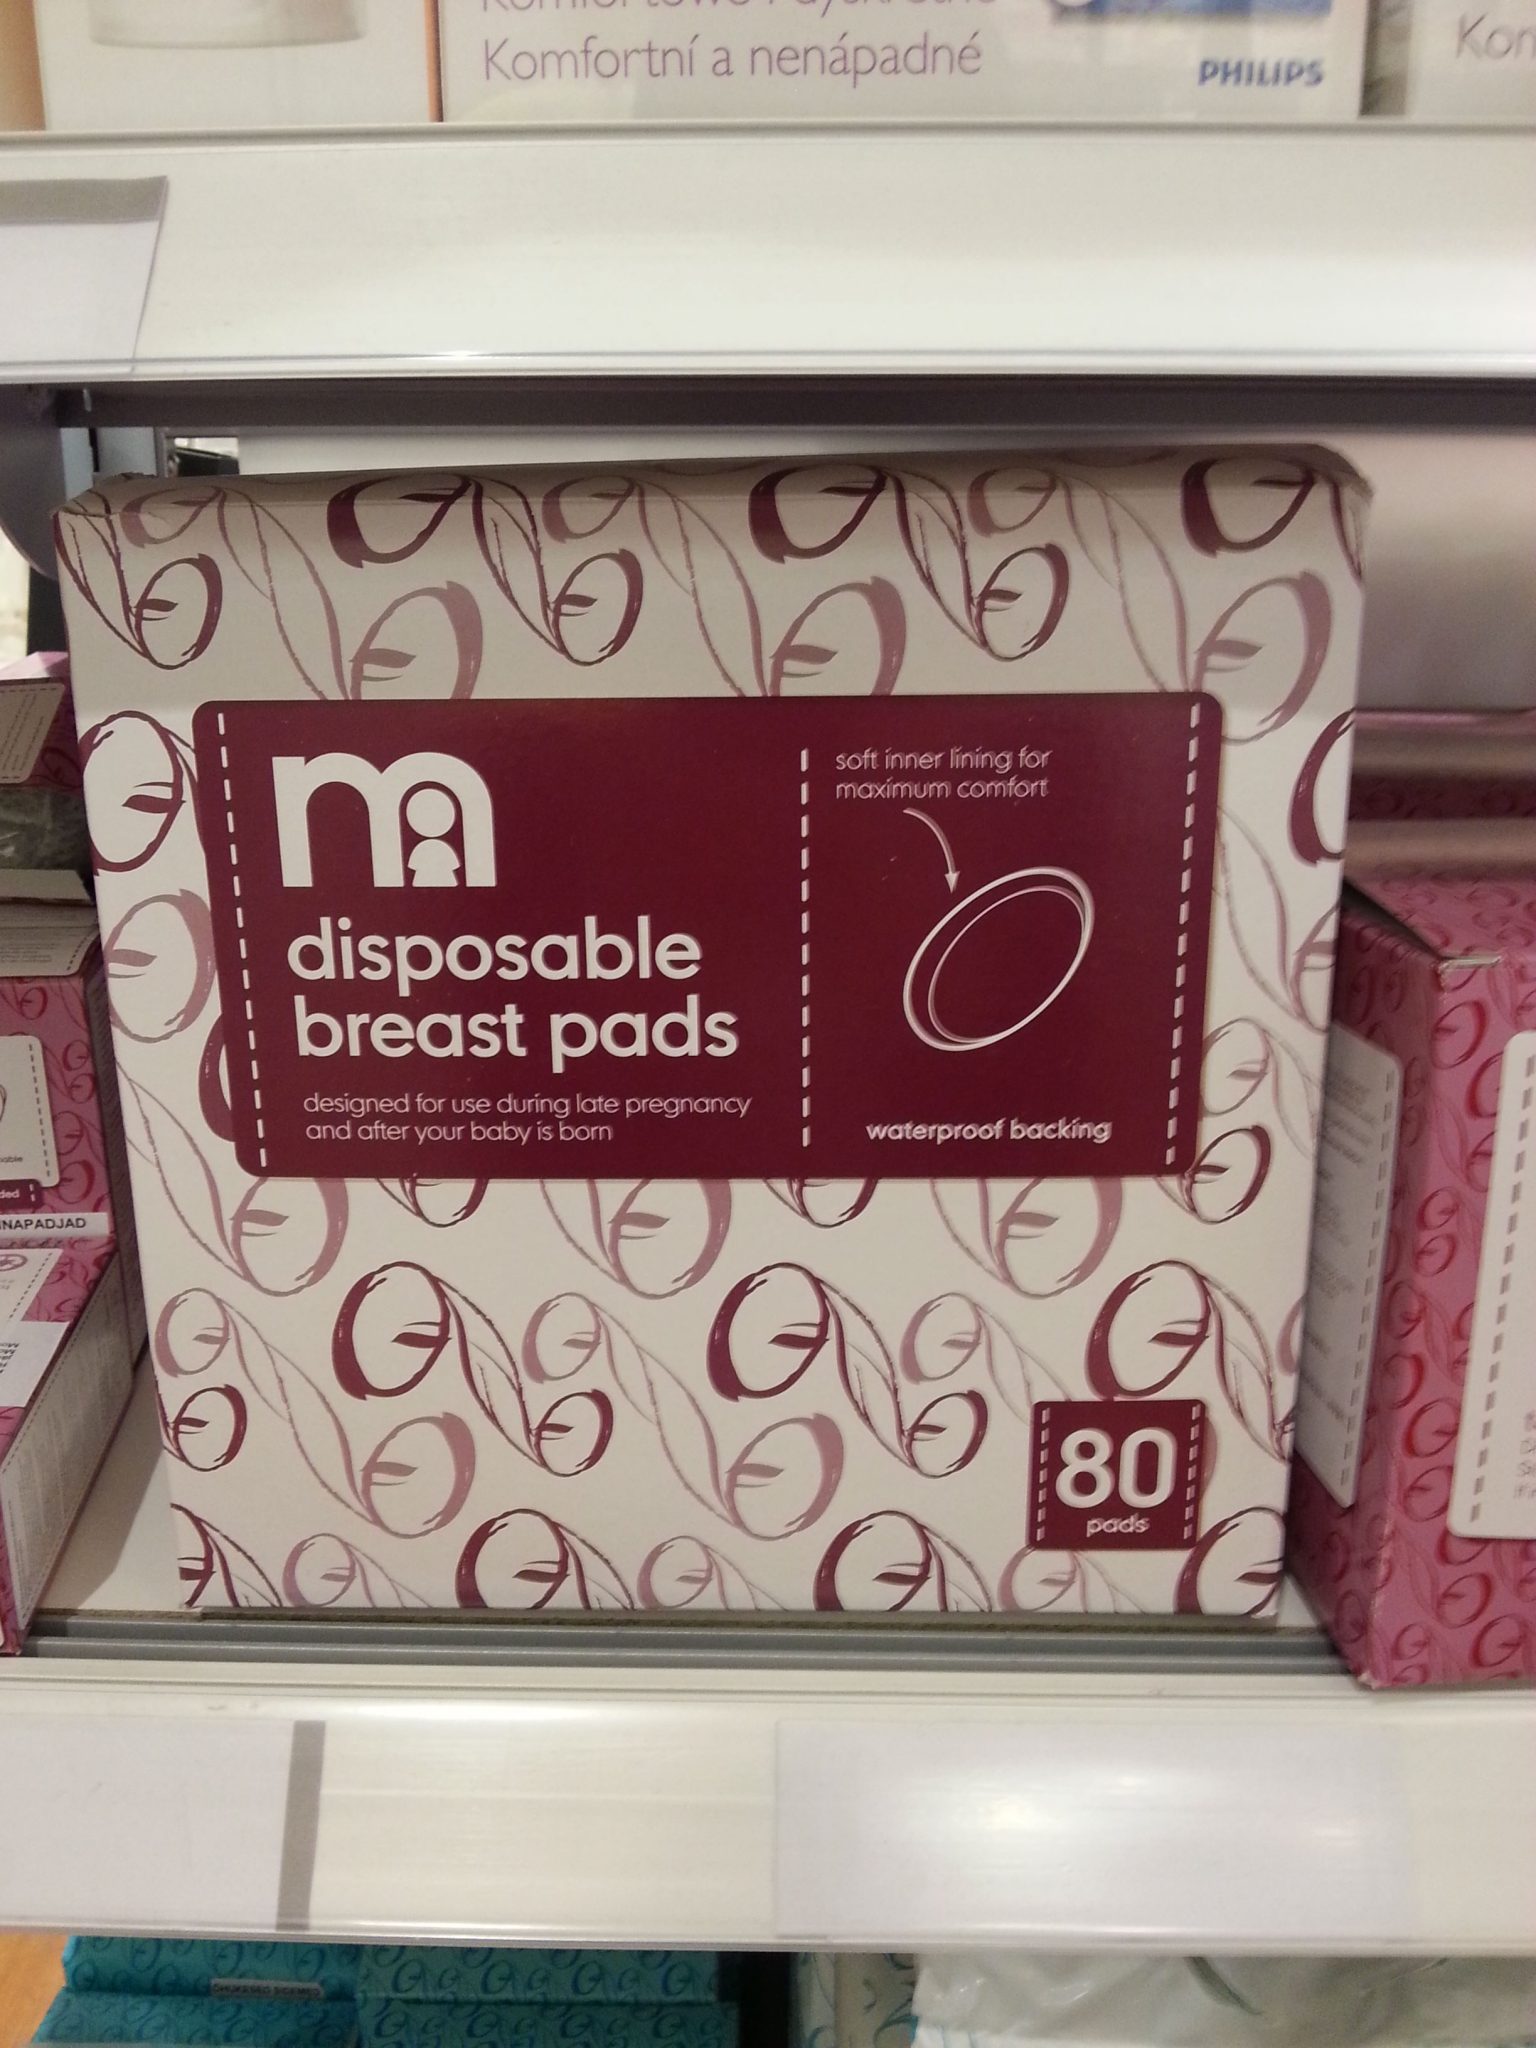 Komfortní a nenápadné
PHILIPS
m
disposable
breast pads
designed for use during late pregnancy
and after your baby is born
soft inner lining for
maximum comfort
waterproof backing
80
pads